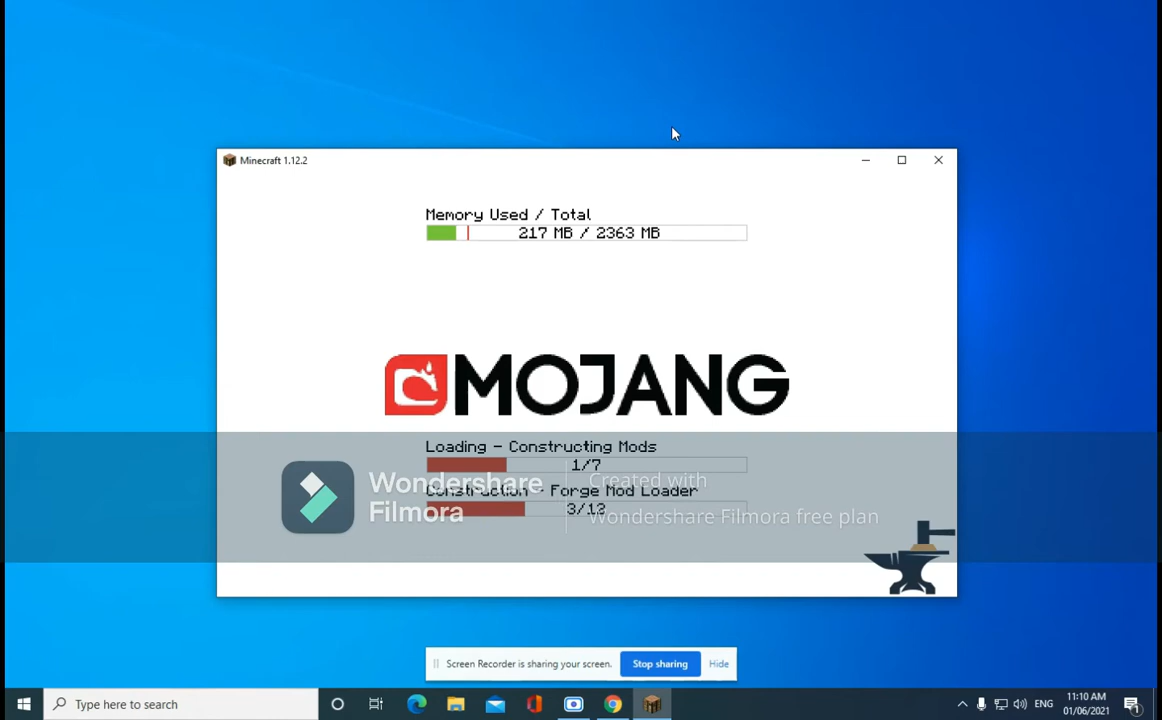 Minecraft 1.12.2
Memory Used / Total
217 MB / 2363 MB
MOJANG
Loading - Constructing Mods
1/7
Construction - Forge Mod Loader
3/13
Wondershare
Filmora
Created with
Wondershare Filmora free plan
Screen Recorder is sharing your screen.
Stop sharing
Hide
Type here to search
ENG
11:10 AM
01/06/2021
1